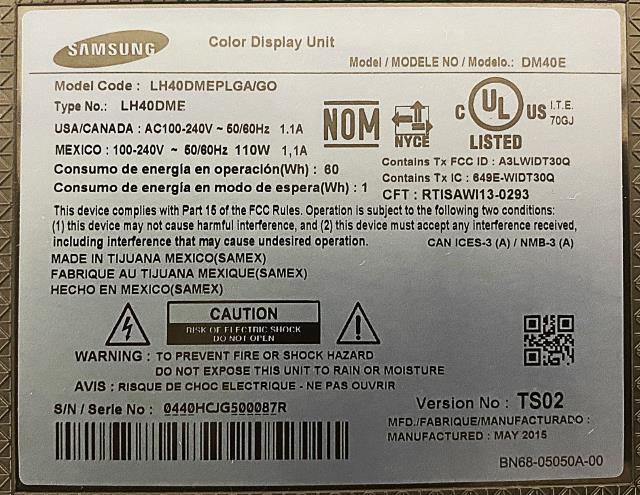 SAMSUNG
Color Display Unit
Model / MODELE NO / Modelo.: DM40E
Model Code : LH40DMEPLGA/GO
Type No.: LH40DME
USA/CANADA : AC100-240V ~ 50/60Hz 1.1A
MEXICO : 100-240V ~ 50/60Hz 110W 1,1A
Consumo de energía en operación(Wh) : 60
Consumo de energía en modo de espera(Wh) : 1
NOM
NYCE
C UL US
LISTED
I.T.E.
70GJ
Contains Tx FCC ID : A3LWIDT30Q
Contains Tx IC : 649E-WIDT30Q
CFT : RTISAWI13-0293
This device complies with Part 15 of the FCC Rules. Operation is subject to the following two conditions:
(1) this device may not cause harmful interference, and (2) this device must accept any interference received,
including interference that may cause undesired operation. CAN ICES-3 (A) / NMB-3 (A)
MADE IN TIJUANA MEXICO(SAMEX)
FABRIQUE AU TIJUANA MEXIQUE(SAMEX)
HECHO EN MEXICO(SAMEX)
CAUTION
RISK OF ELECTRIC SHOCK
DO NOT OPEN
WARNING : TO PREVENT FIRE OR SHOCK HAZARD
DO NOT EXPOSE THIS UNIT TO RAIN OR MOISTURE
AVIS : RISQUE DE CHOC ELECTRIQUE - NE PAS OUVRIR
S/N / Serie No : 0440HCJG500087R
Version No : TS02
MFD./FABRIQUE/MANUFACTURADO :
MANUFACTURED : MAY 2015
BN68-05050A-00